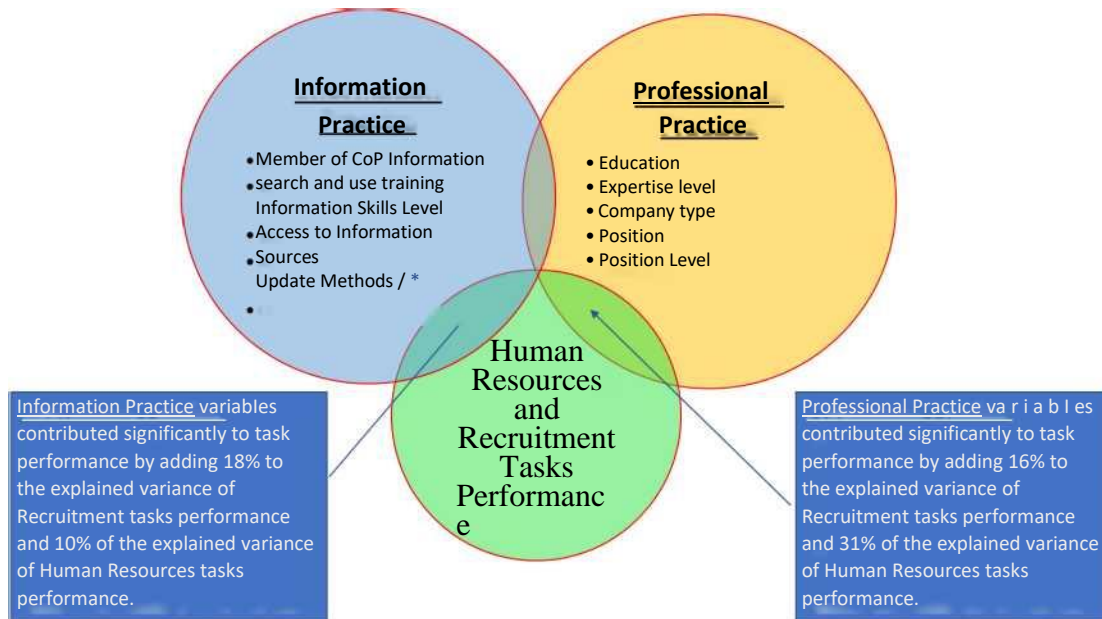 Information
Practice
• Member of CoP Information
• search and use training
Information Skills Level
• Access to Information
• Sources
Update Methods / *
•
Professional
Practice
• Education
• Expertise level
• Company type
• Position
• Position Level
Human
Resources
and
Recruitment
Tasks
Performanc
e
Information Practice variables
contributed significantly to task
performance by adding 18% to
the explained variance of
Recruitment tasks performance
and 10% of the explained variance
of Human Resources tasks
performance.
Professional Practice va r i a b I es
contributed significantly to task
performance by adding 16% to
the explained variance of
Recruitment tasks performance
and 31% of the explained variance
of Human Resources tasks
performance.